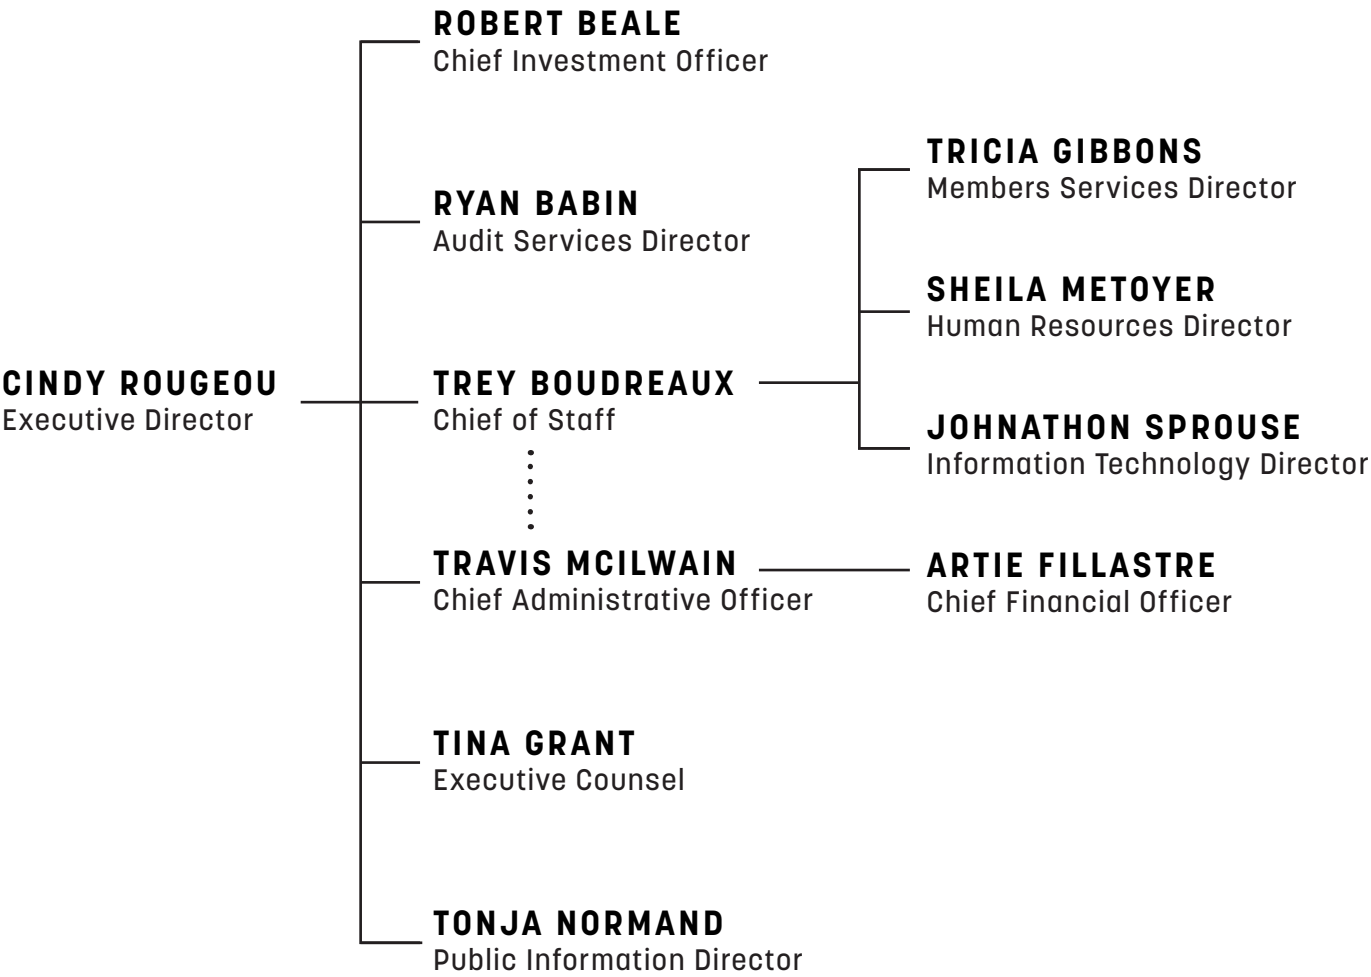 ROBERT BEALE
Chief Investment Officer
RYAN BABIN
Audit Services Director
CINDY ROUGEOU
Executive Director
TREY BOUDREAUX
Chief of Staff
TRAVIS MCILWAIN
Chief Administrative Officer
TINA GRANT
Executive Counsel
TONJA NORMAND
Public Information Director
TRICIA GIBBONS
Members Services Director
SHEILA METOYER
Human Resources Director
JOHNATHON SPROUSE
Information Technology Director
ARTIE FILLASTRE
Chief Financial Officer